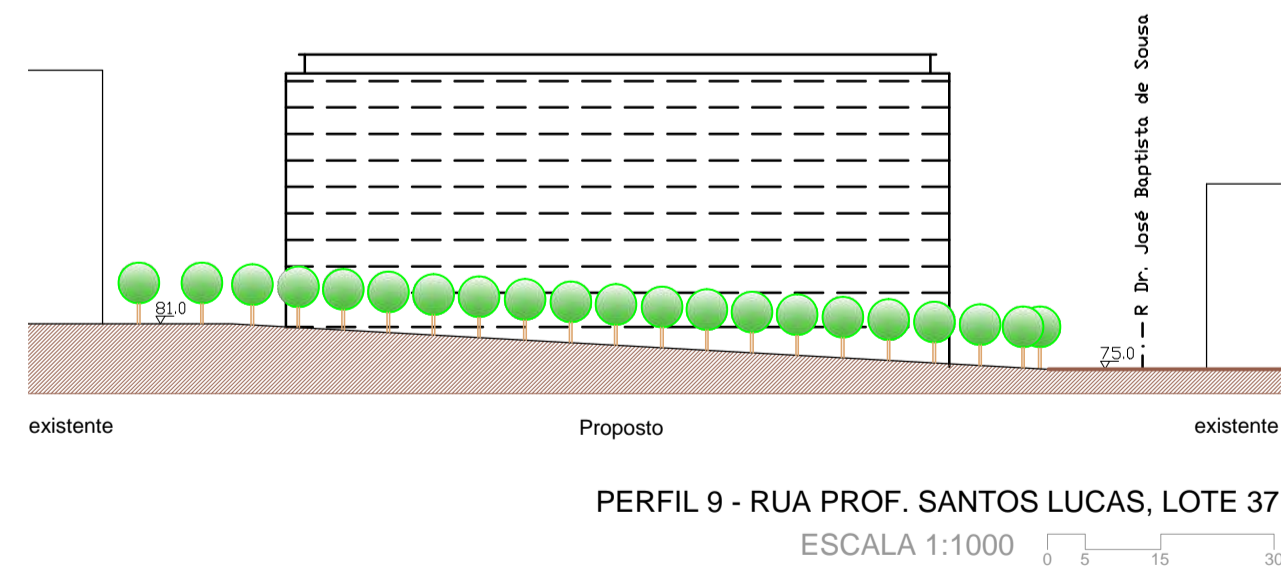 R Dr. José Baptista de Sousa
81.0
75.0
existente
Proposto
existente
PERFIL 9 - RUA PROF. SANTOS LUCAS, LOTE 37
ESCALA 1:1000
0 5 15 30